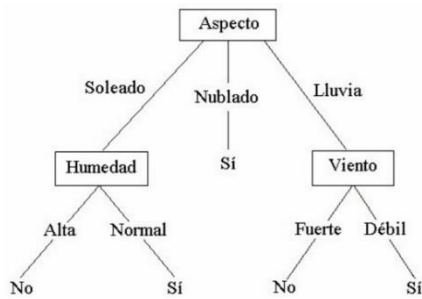 Aspecto
Soleado Nublado Lluvia
Sí
Humedad Viento
Alta Normal Fuerte Débil
No Sí No Sí